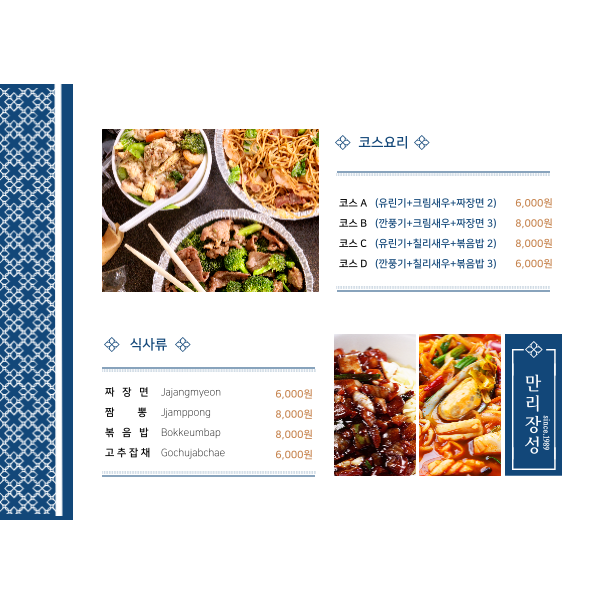 코스요리
코스 A (유린기+크림새우+짜장면 2) 6,000원
코스 B (깐풍기+크림새우+짜장면 3) 8,000원
코스 C (유린기+칠리새우+볶음밥 2) 8,000원
코스 D (깐풍기+칠리새우+볶음밥 3) 6,000원
식사류
짜 장 면 Jajangmyeon 6,000원
짬 뽕 Jjamppong 8,000원
볶 음 밥 Bokkeumbap 8,000원
고추잡채 Gochujabchae 6,000원
만리장성
since.1989